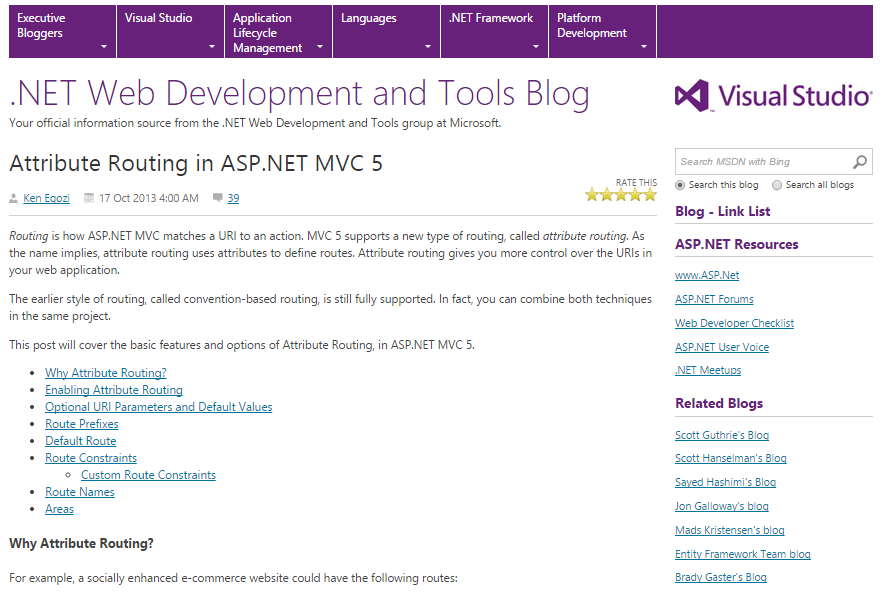 Executive
Bloggers
Visual Studio
Application
Lifecycle
Management
Languages
.NET Framework
Platform
Development
.NET Web Development and Tools Blog
Your official information source from the .NET Web Development and Tools group at Microsoft.
Visual Studio
Attribute Routing in ASP.NET MVC 5
RATE THIS
Ken Egozi 17 Oct 2013 4:00 AM 39
Routing is how ASP.NET MVC matches a URI to an action. MVC 5 supports a new type of routing, called attribute routing. As
the name implies, attribute routing uses attributes to define routes. Attribute routing gives you more control over the URIs in
your web application.
The earlier style of routing, called convention-based routing, is still fully supported. In fact, you can combine both techniques
in the same project.
This post will cover the basic features and options of Attribute Routing, in ASP.NET MVC 5.
Why Attribute Routing?
Enabling Attribute Routing
Optional URI Parameters and Default Values
Route Prefixes
Default Route
Route Constraints
Custom Route Constraints
Route Names
Areas
Why Attribute Routing?
For example, a socially enhanced e-commerce website could have the following routes:
Search MSDN with Bing
Search this blog Search all blogs
Blog - Link List
ASP.NET Resources
www.ASP.Net
ASP.NET Forums
Web Developer Checklist
ASP.NET User Voice
.NET Meetups
Related Blogs
Scott Guthrie's Blog
Scott Hanselman's Blog
Sayed Hashimi's Blog
Jon Galloway's blog
Mads Kristensen's blog
Entity Framework Team blog
Brady Gaster's Blog